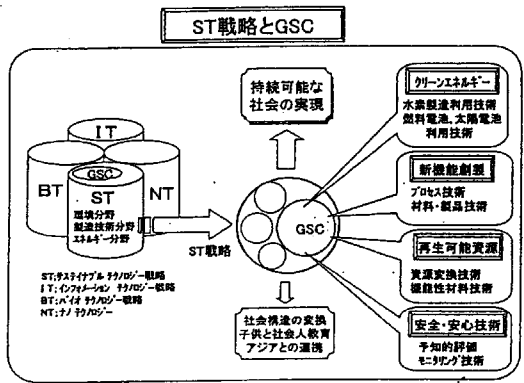 ST戦略とGSC
IT
BT
NT
GSC
ST
環境分野
製造技術分野
エネルギー分野
ST戦略
ST:サステイナブル テクノロジー戦略
IT:インフォメーション テクノロジー戦略
BT:バイオ テクノロジー戦略
NT:ナノ テクノロジー
持続可能な
社会の実現
GSC
社会構造の変換
子供と社会人教育
アジアとの連携
クリーンエネルギー
水素製造利用技術
燃料電池、太陽電池
利用技術
新機能創製
プロセス技術
材料・製品技術
再生可能資源
資源変換技術
機能性材料技術
安全・安心技術
予知的評価
モニタリング技術